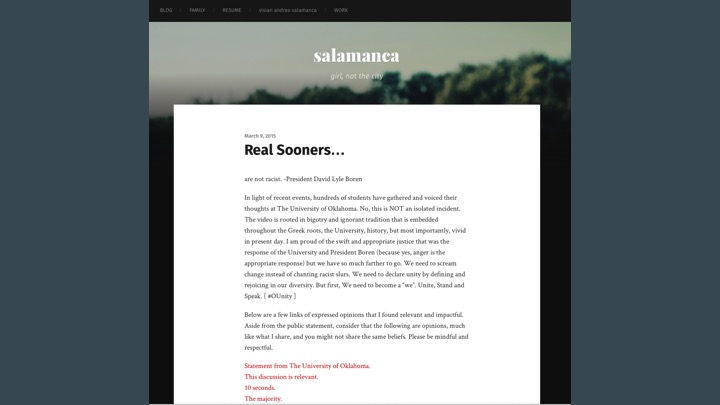 BLOG / FAMILY / RESUME / vivian andrea salamanca / WORK
salamanca
girl, not the city
March 9, 2015
Real Sooners…
are not racist. -President David Lyle Boren
In light of recent events, hundreds of students have gathered and voiced their
thoughts at The University of Oklahoma. No, this is NOT an isolated incident.
The video is rooted in bigotry and ignorant tradition that is embedded
throughout the Greek roots, the University, history, but most importantly, vivid
in present day. I am proud of the swift and appropriate justice that was the
response of the University and President Boren (because yes, anger is the
appropriate response) but we have so much farther to go. We need to scream
change instead of chanting racist slurs. We need to declare unity by defining and
rejoicing in our diversity. But first, We need to become a “we”. Unite, Stand and
Speak. [ #OUnity ]
Below are a few links of expressed opinions that I found relevant and impactful.
Aside from the public statement, consider that the following are opinions, much
like what I share, and you might not share the same beliefs. Please be mindful and
respectful.
Statement from The University of Oklahoma.
This discussion is relevant.
10 seconds.
The majority.